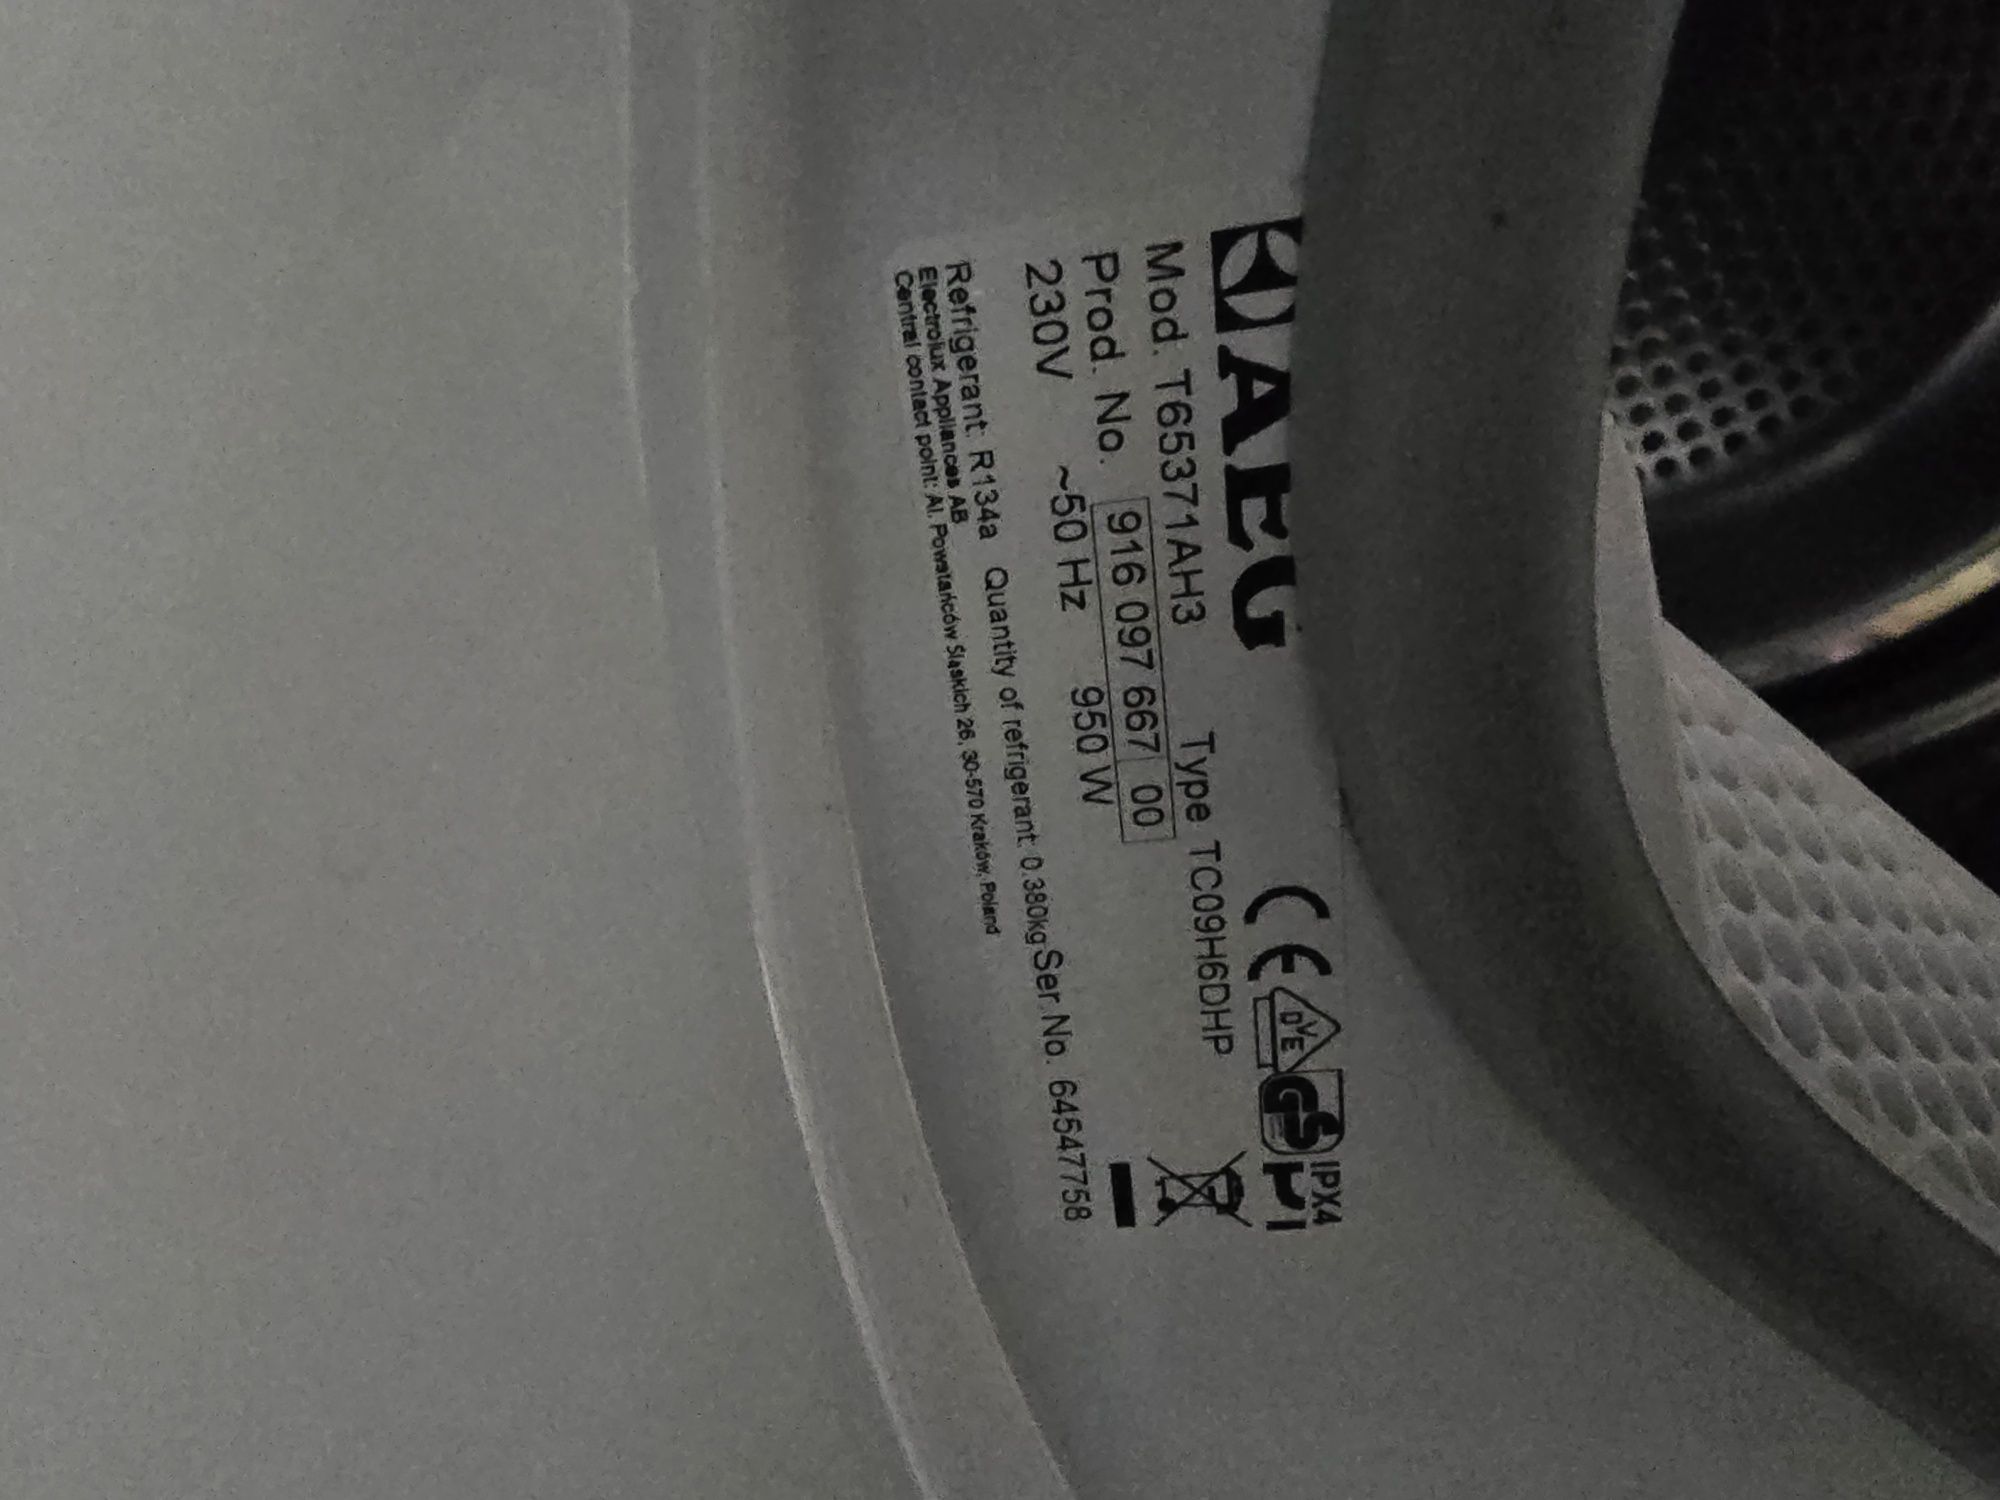 AEG
IPX4
DVE
GS
Mod. T65371AH3 Type TC09H6DHP
Prod. No. 916 097 667 00
230V ~50 Hz 950 W
Refrigerant: R134a Quantity of refrigerant: 0.380kg Ser.No. 64547758
Electrolux Appliances AB
Central contact point: Al. Powstańców Śląskich 26, 30-570 Kraków, Poland